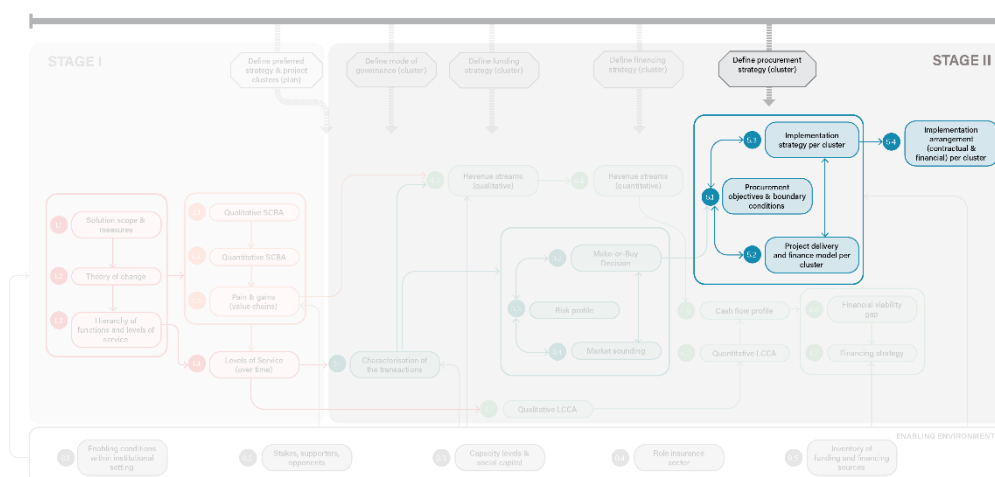 STAGE I
STAGE II
Define preferred
strategy & project
clusters (plan)
Define mode of
governance (cluster)
Define funding
strategy (cluster)
Define financing
strategy (cluster)
Define procurement
strategy (cluster)
5.3
Implementation
strategy per cluster
5.4
Implementation
arrangement
(contractual &
financial) per cluster
5.1
Procurement
objectives & boundary
conditions
5.2
Project delivery
and finance model per
cluster
Revenue streams
(qualitative)
Revenue streams
(quantitative)
Solution scope &
measures
Theory of change
Hierarchy of
functions and levels of
service
Qualitative SCBA
Quantitative SCBA
Pain & gains
(value chains)
Levels of Service
(over time)
Characterisation of
the transactions
Make-or-Buy
Decision
Risk profile
Market sounding
Cash flow profile
Quantitative LCCA
Qualitative LCCA
Financial viability
gap
Financing strategy
ENABLING ENVIRONMENT
Enabling conditions
within institutional
setting
Stakes, supporters,
opponents
Capacity levels &
social capital
Role insurance
sector
Inventory of
funding and financing
sources